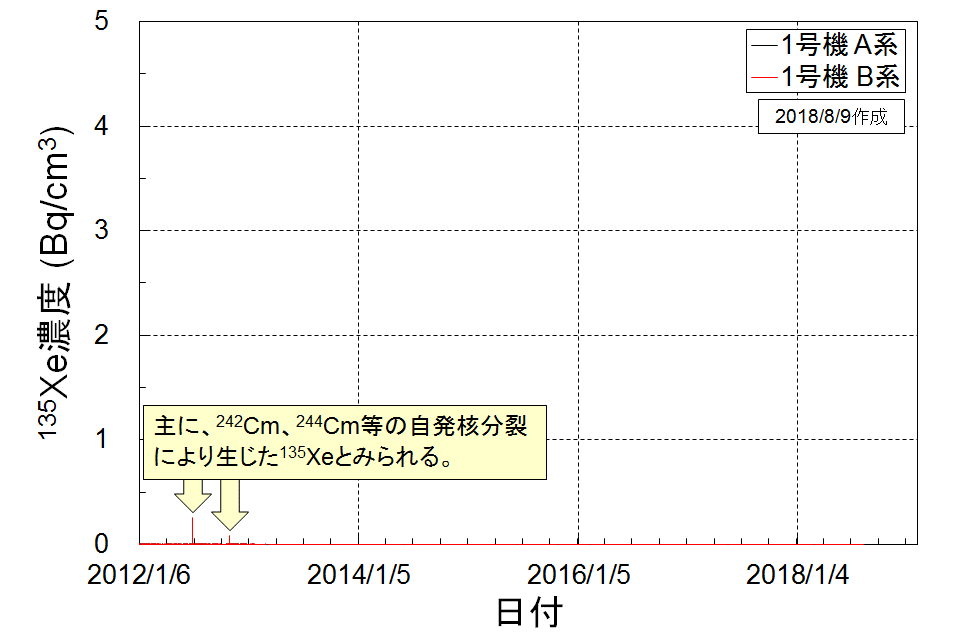 5
1号機 A系
1号機 B系
2018/8/9作成
4
3
2
1
0
¹³⁵Xe濃度 (Bq/cm³)
主に、²⁴²Cm、²⁴⁴Cm等の自発核分裂
により生じた¹³⁵Xeとみられる。
2012/1/6
2014/1/5
2016/1/5
2018/1/4
日付